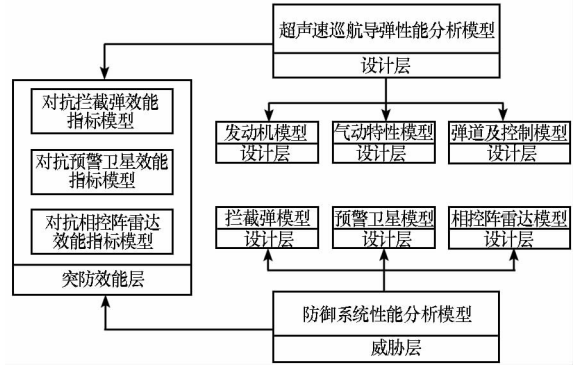 超声速巡航导弹性能分析模型
设计层
对抗拦截弹效能
指标模型
对抗预警卫星效能
指标模型
对抗相控阵雷达
效能指标模型
突防效能层
发动机模型
设计层
气动特性模型
设计层
弹道及控制模型
设计层
拦截弹模型
设计层
预警卫星模型
设计层
相控阵雷达模型
设计层
防御系统性能分析模型
威胁层